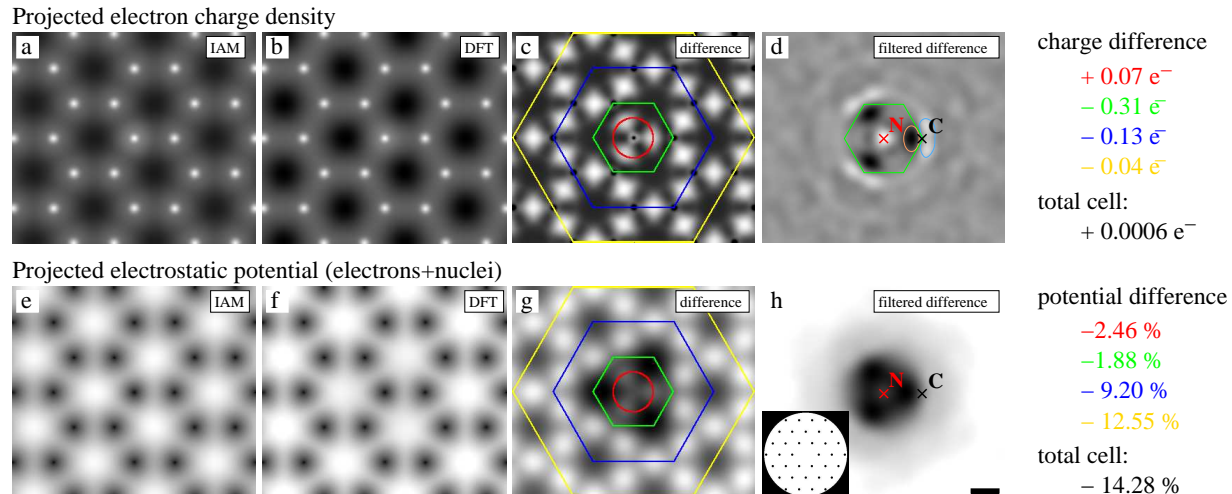 Projected electron charge density
a IAM
b DFT
c difference
d filtered difference
N C
charge difference
+ 0.07 e⁻
− 0.31 e⁻
− 0.13 e⁻
− 0.04 e⁻
total cell:
+ 0.0006 e⁻
Projected electrostatic potential (electrons+nuclei)
e IAM
f DFT
g difference
h filtered difference
N C
potential difference
−2.46 %
−1.88 %
− 9.20 %
− 12.55 %
total cell:
− 14.28 %